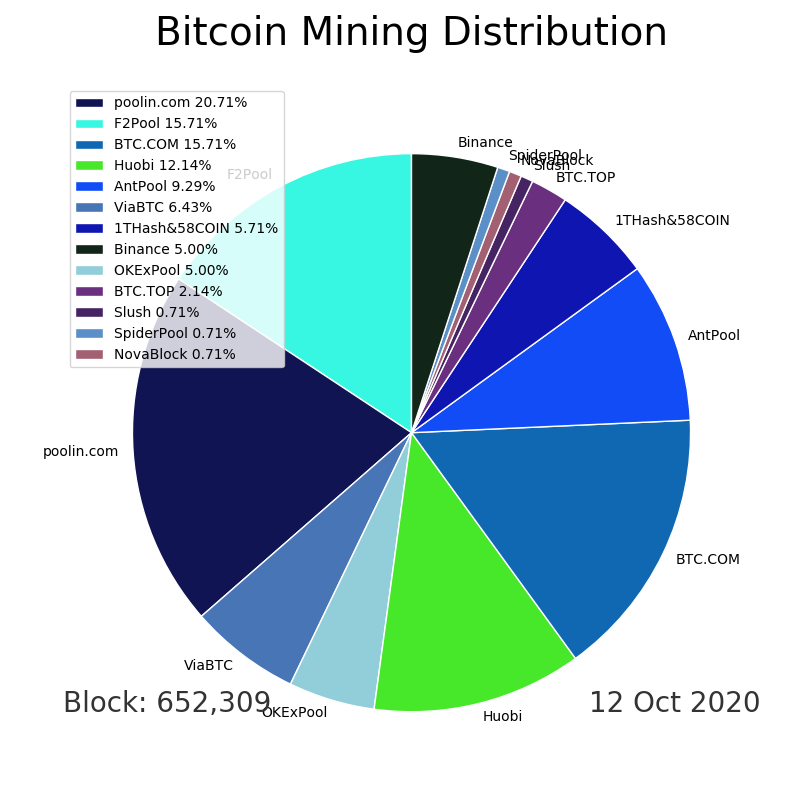 Bitcoin Mining Distribution
poolin.com 20.71%
F2Pool 15.71%
BTC.COM 15.71%
Huobi 12.14%
AntPool 9.29%
ViaBTC 6.43%
1THash&58COIN 5.71%
Binance 5.00%
OKExPool 5.00%
BTC.TOP 2.14%
Slush 0.71%
SpiderPool 0.71%
NovaBlock 0.71%
F2Pool
Binance
SpiderPool
NovaBlock
Slush
BTC.TOP
1THash&58COIN
AntPool
poolin.com
BTC.COM
ViaBTC
OKExPool
Huobi
Block: 652,309
12 Oct 2020